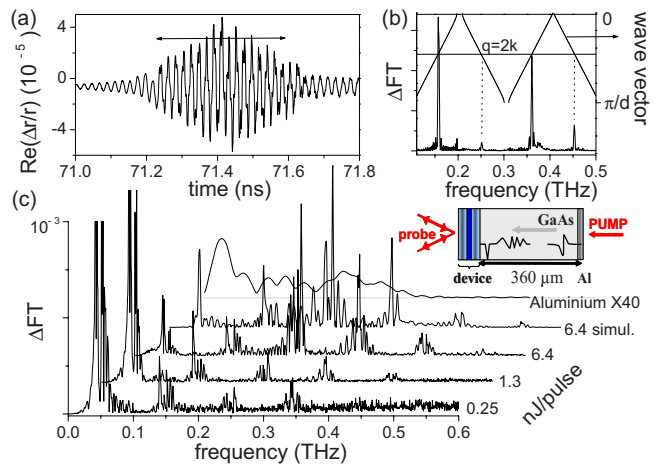 (a)
Re(Δr/r) (10⁻⁵)
4
0
-4
71.0 71.2 71.4 71.6 71.8
time (ns)
(b)
q=2k
ΔFT
0
π/d
wave vector
0.2 0.3 0.4 0.5
frequency (THz)
(c)
10⁻³
ΔFT
probe
GaAs
PUMP
device
360 μm
Al
Aluminium X40
6.4 simul.
6.4
1.3
0.25
nJ/pulse
0.0 0.1 0.2 0.3 0.4 0.5 0.6
frequency (THz)